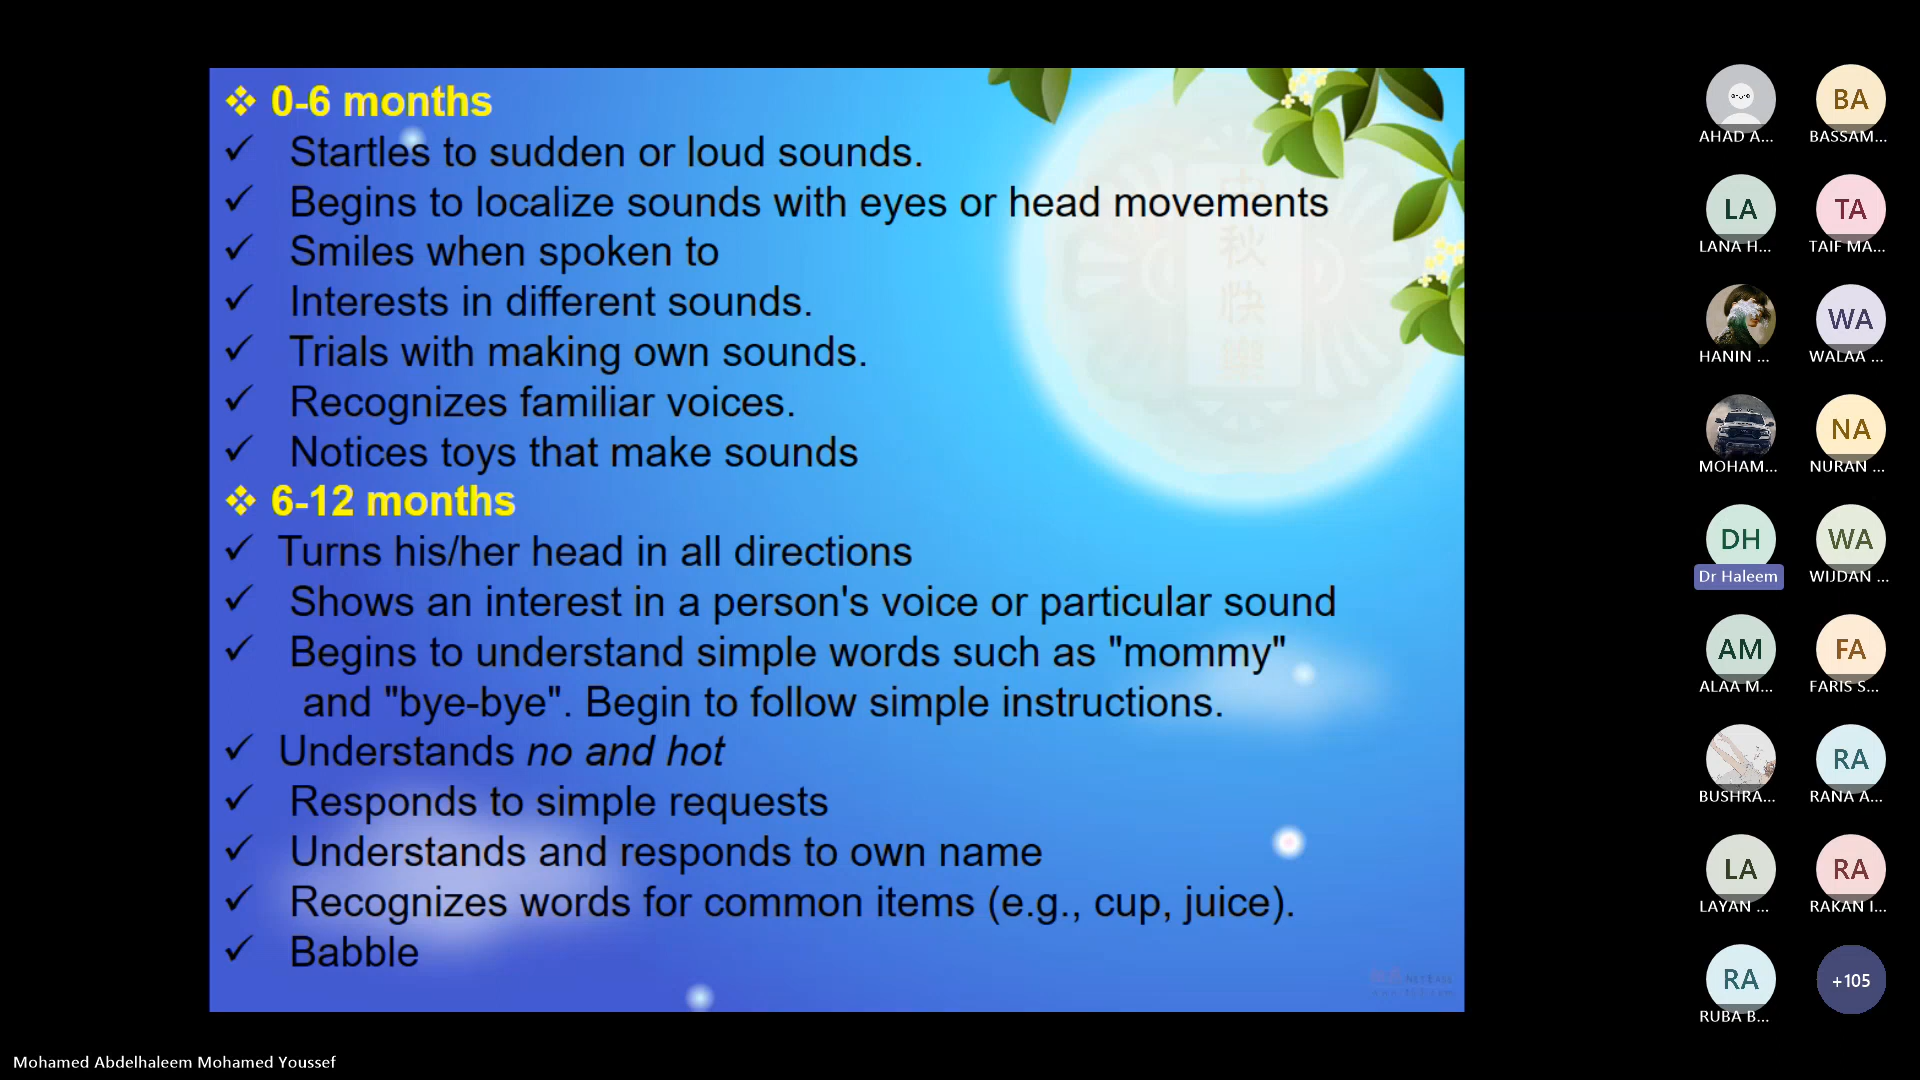 ❖ 0-6 months
✓ Startles to sudden or loud sounds.
✓ Begins to localize sounds with eyes or head movements
✓ Smiles when spoken to
✓ Interests in different sounds.
✓ Trials with making own sounds.
✓ Recognizes familiar voices.
✓ Notices toys that make sounds
❖ 6-12 months
✓ Turns his/her head in all directions
✓ Shows an interest in a person's voice or particular sound
✓ Begins to understand simple words such as "mommy"
and "bye-bye". Begin to follow simple instructions.
✓ Understands no and hot
✓ Responds to simple requests
✓ Understands and responds to own name
✓ Recognizes words for common items (e.g., cup, juice).
✓ Babble
中秋快樂
NETEASE
AHAD A...
BA
BASSAM...
LA
LANA H...
TA
TAIF MA...
HANIN ...
WA
WALAA ...
MOHAM...
NA
NURAN ...
DH
Dr Haleem
WA
WIJDAN ...
AM
ALAA M...
FA
FARIS S...
BUSHRA...
RA
RANA A...
LA
LAYAN ...
RA
RAKAN I...
RA
RUBA B...
+105
Mohamed Abdelhaleem Mohamed Youssef